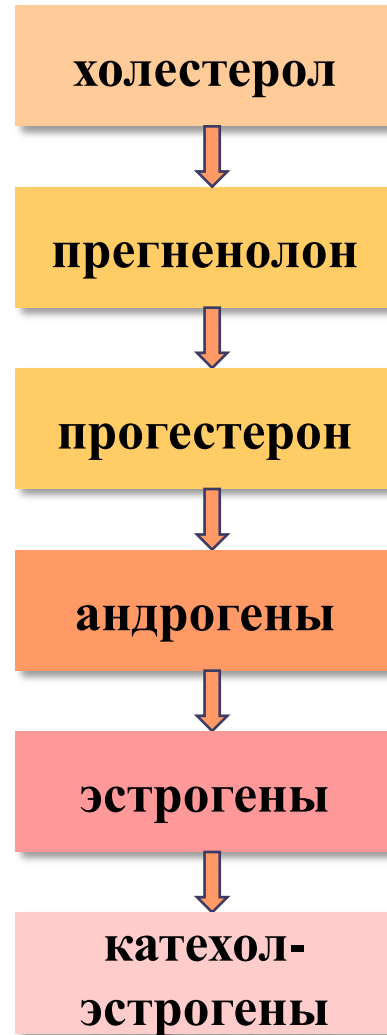 холестерол
прегненолон
прогестерон
андрогены
эстрогены
катехол-
эстрогены